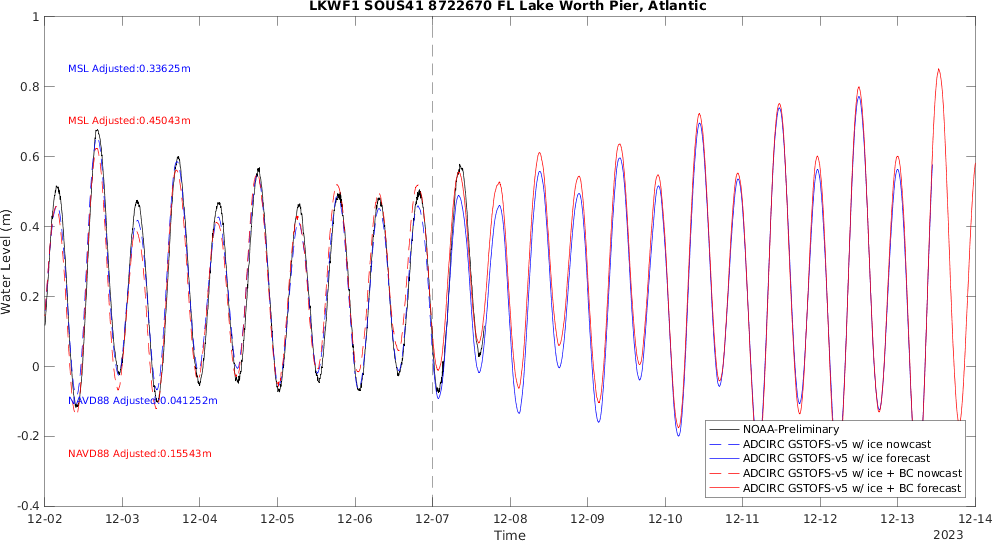 LKWF1 SOUS41 8722670 FL Lake Worth Pier, Atlantic
1
0.8
0.6
0.4
0.2
0
-0.2
-0.4
Water Level (m)
MSL Adjusted:0.33625m
MSL Adjusted:0.45043m
NAVD88 Adjusted:0.041252m
NAVD88 Adjusted:0.15543m
NOAA-Preliminary
ADCIRC GSTOFS-v5 w/ ice nowcast
ADCIRC GSTOFS-v5 w/ ice forecast
ADCIRC GSTOFS-v5 w/ ice + BC nowcast
ADCIRC GSTOFS-v5 w/ ice + BC forecast
12-02 12-03 12-04 12-05 12-06 12-07 12-08 12-09 12-10 12-11 12-12 12-13 12-14
Time
2023